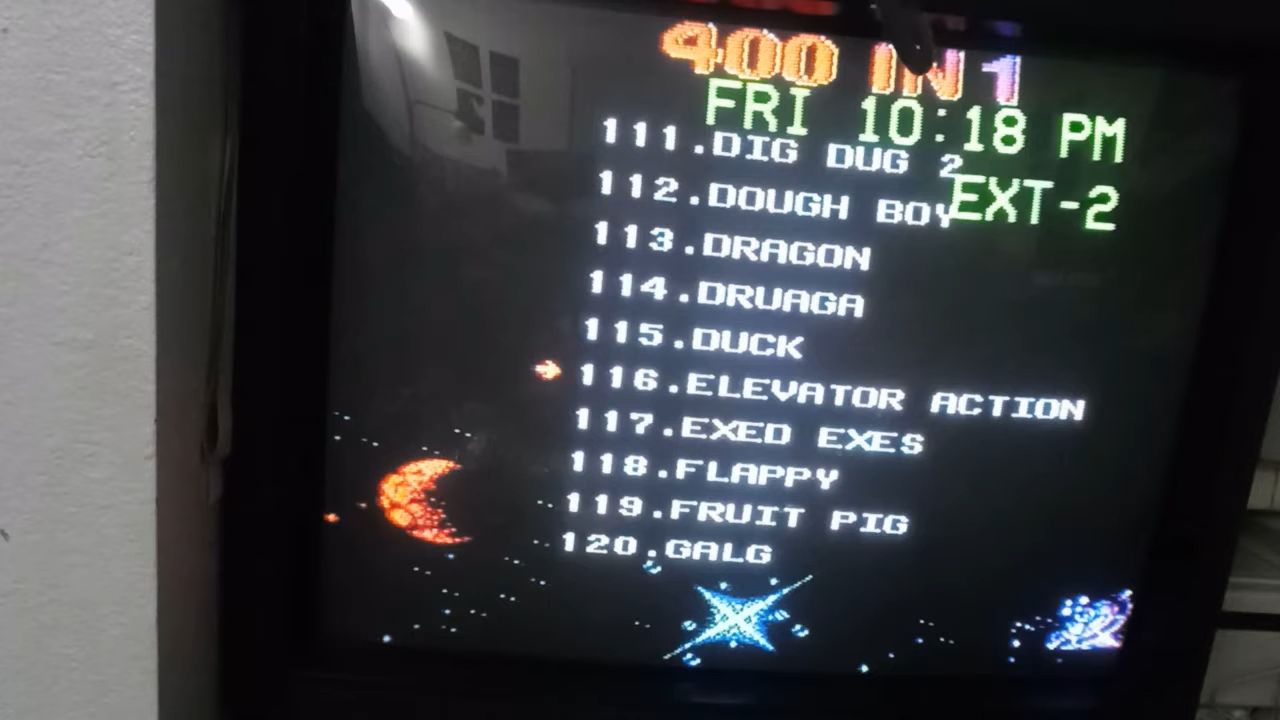 400 IN 1
FRI 10:18 PM
111.DIG DUG 2
EXT-2
112.DOUGH BOY
113.DRAGON
114.DRUAGA
115.DUCK
116.ELEVATOR ACTION
117.EXED EXES
118.FLAPPY
119.FRUIT PIG
120.GALG